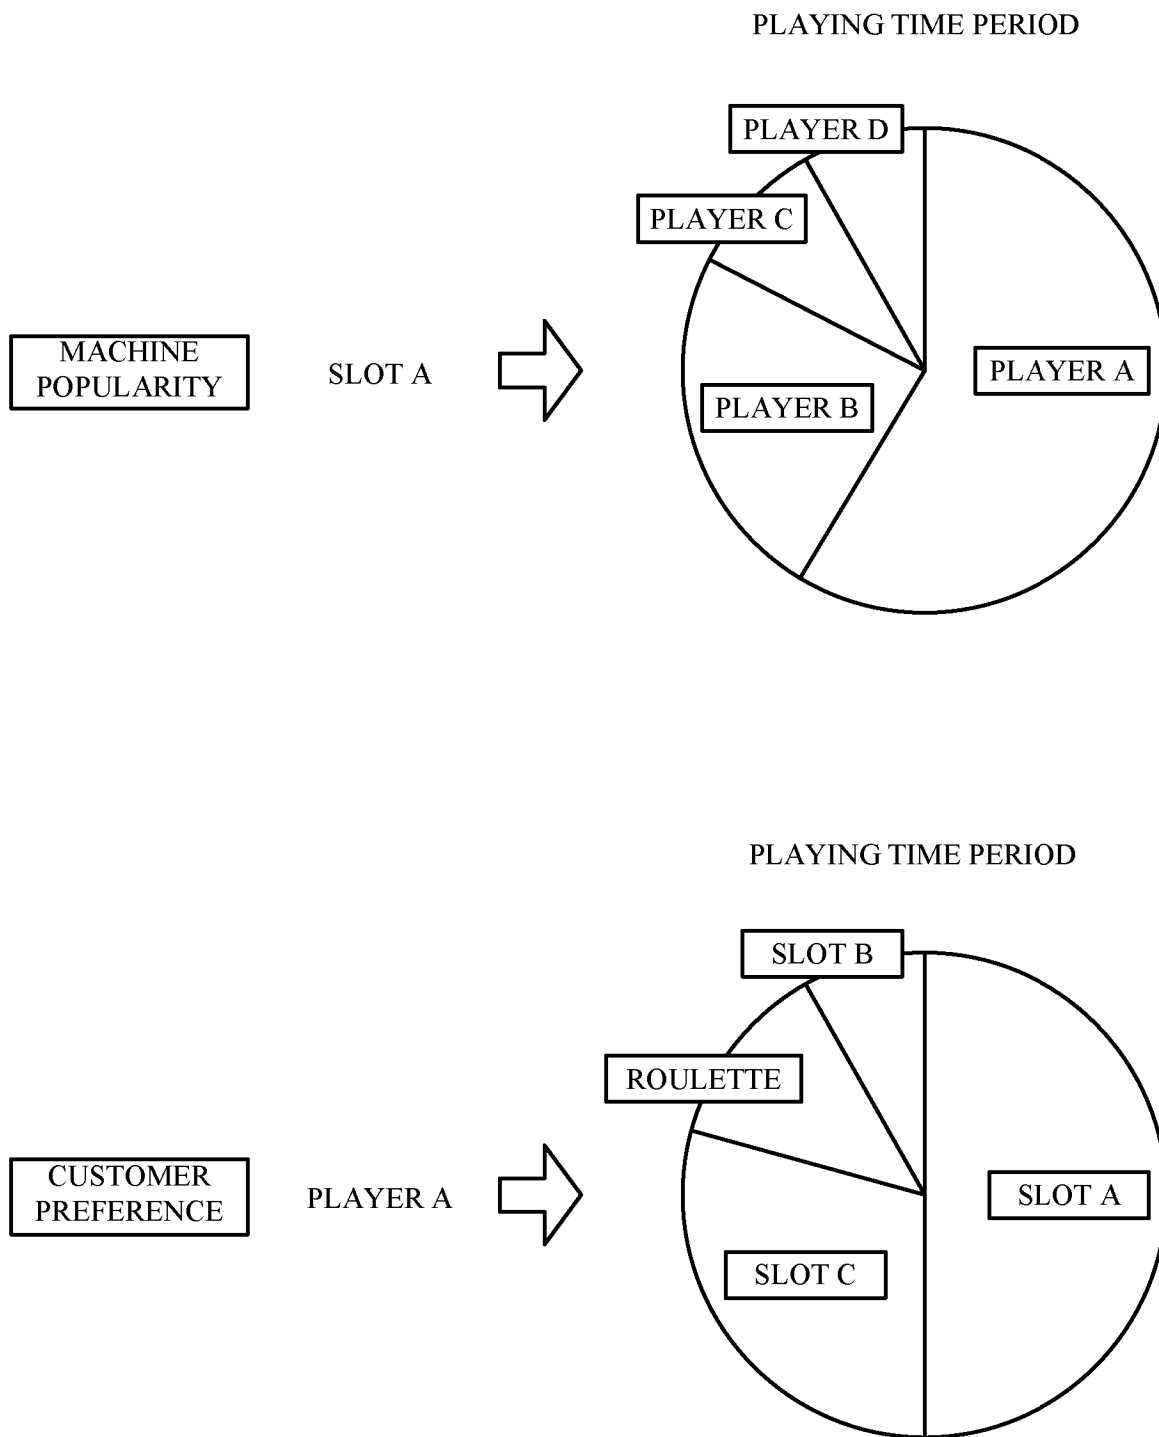 PLAYING TIME PERIOD
PLAYER D
PLAYER C
MACHINE
POPULARITY
SLOT A
PLAYER A
PLAYER B
PLAYING TIME PERIOD
SLOT B
ROULETTE
CUSTOMER
PREFERENCE
PLAYER A
SLOT A
SLOT C